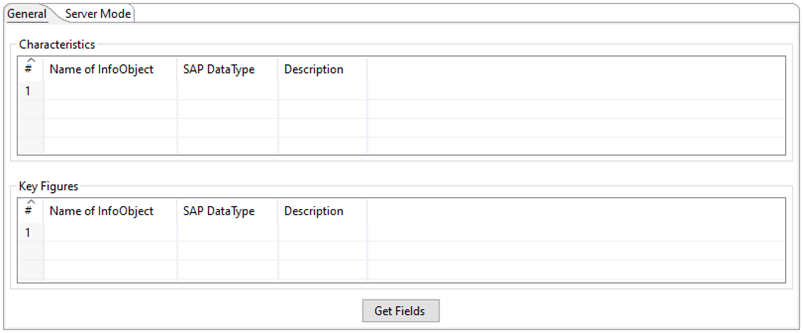 General Server Mode
Characteristics
# Name of InfoObject SAP DataType Description
1
Key Figures
# Name of InfoObject SAP DataType Description
1
Get Fields